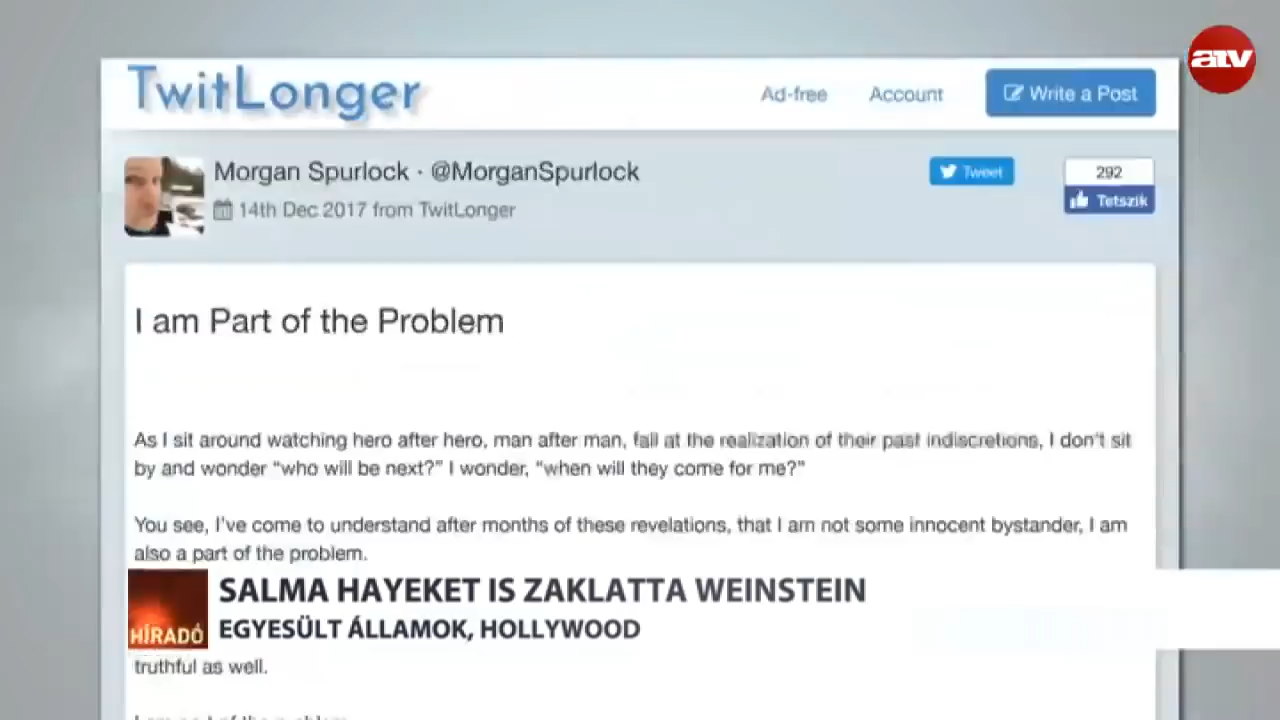 atv
TwitLonger
Ad-free
Account
Write a Post
Morgan Spurlock · @MorganSpurlock
Tweet
292
14th Dec 2017 from TwitLonger
Tetszik
I am Part of the Problem
As I sit around watching hero after hero, man after man, fall at the realization of their past indiscretions, I don't sit
by and wonder “who will be next?” I wonder, “when will they come for me?”
You see, I've come to understand after months of these revelations, that I am not some innocent bystander, I am
also a part of the problem.
SALMA HAYEKET IS ZAKLATTA WEINSTEIN
HÍRADÓ
EGYESÜLT ÁLLAMOK, HOLLYWOOD
truthful as well.